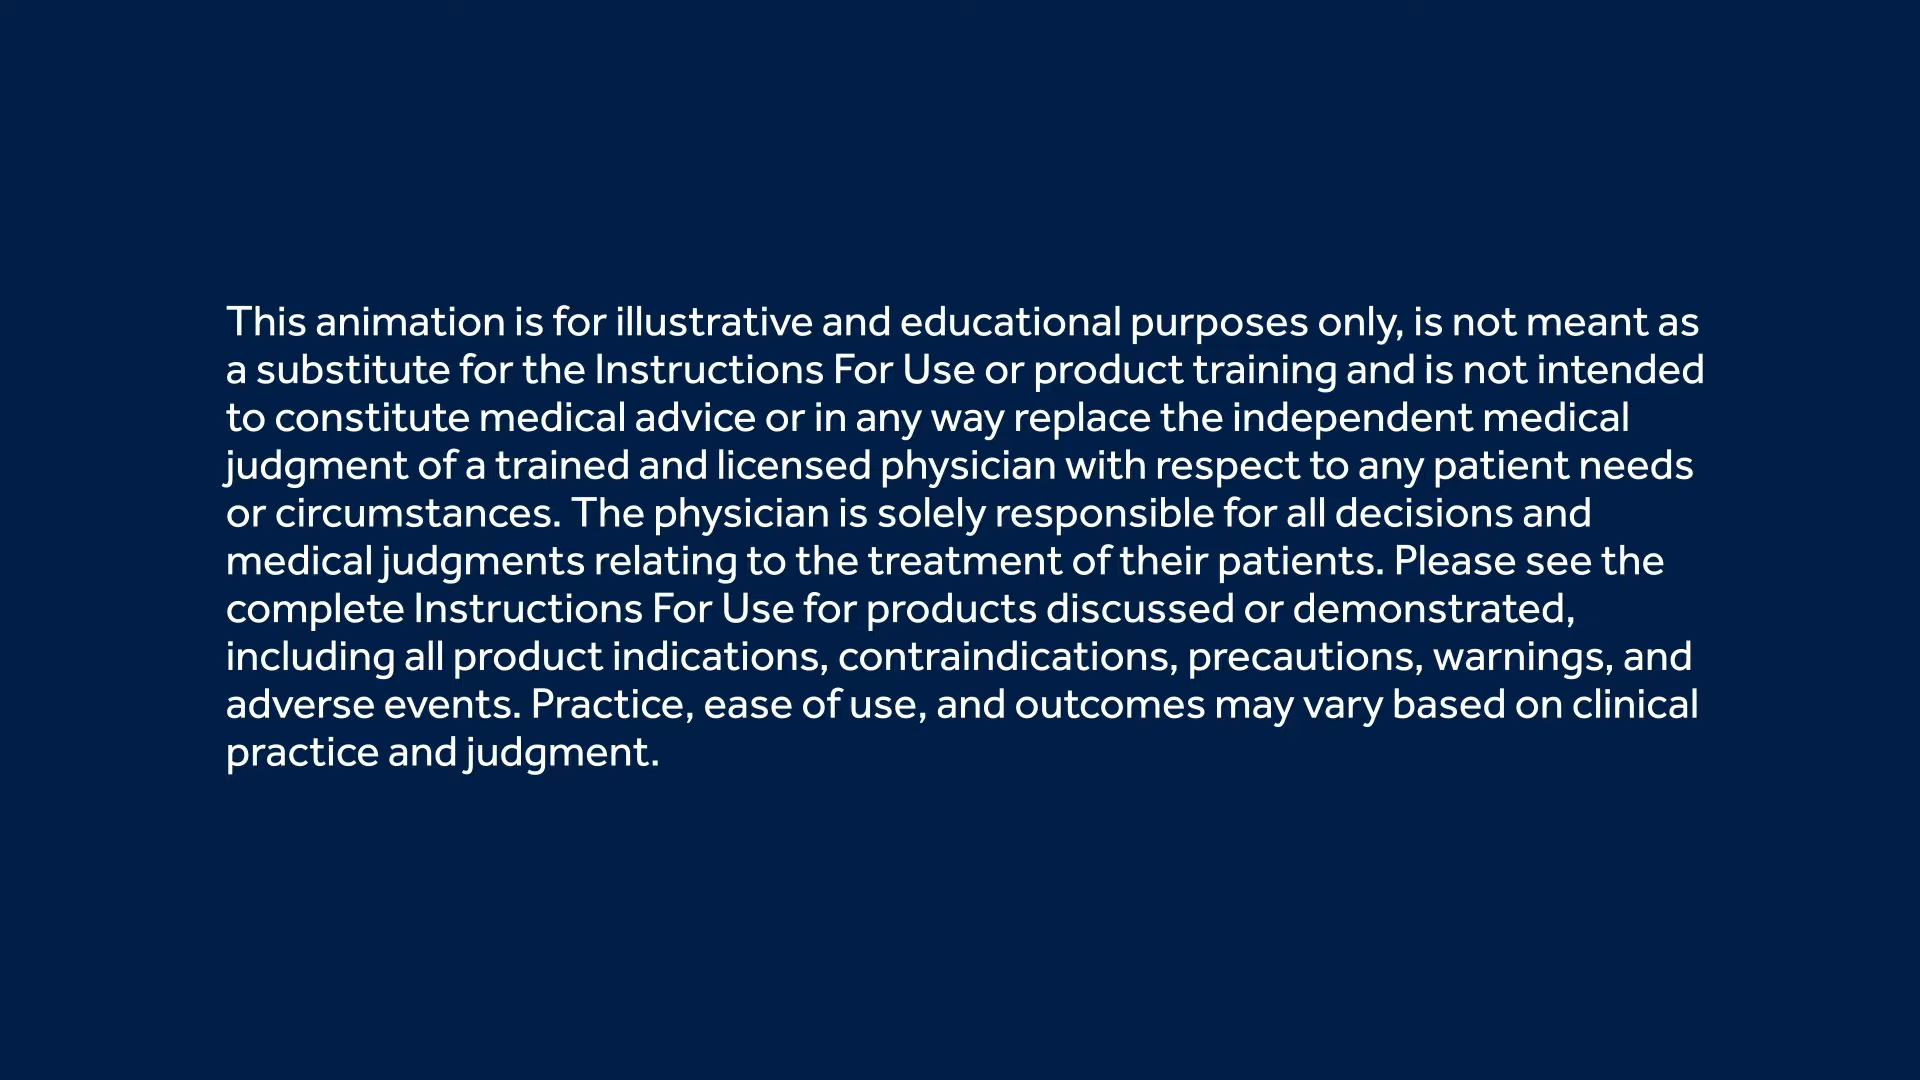 This animation is for illustrative and educational purposes only, is not meant as
a substitute for the Instructions For Use or product training and is not intended
to constitute medical advice or in any way replace the independent medical
judgment of a trained and licensed physician with respect to any patient needs
or circumstances. The physician is solely responsible for all decisions and
medical judgments relating to the treatment of their patients. Please see the
complete Instructions For Use for products discussed or demonstrated,
including all product indications, contraindications, precautions, warnings, and
adverse events. Practice, ease of use, and outcomes may vary based on clinical
practice and judgment.